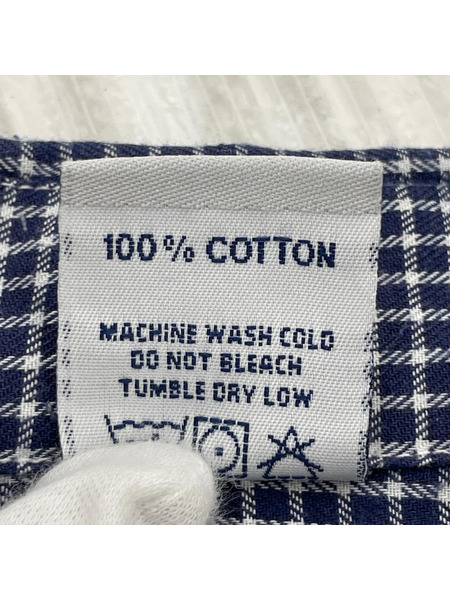 100% COTTON
MACHINE WASH COLD
DO NOT BLEACH
TUMBLE DRY LOW